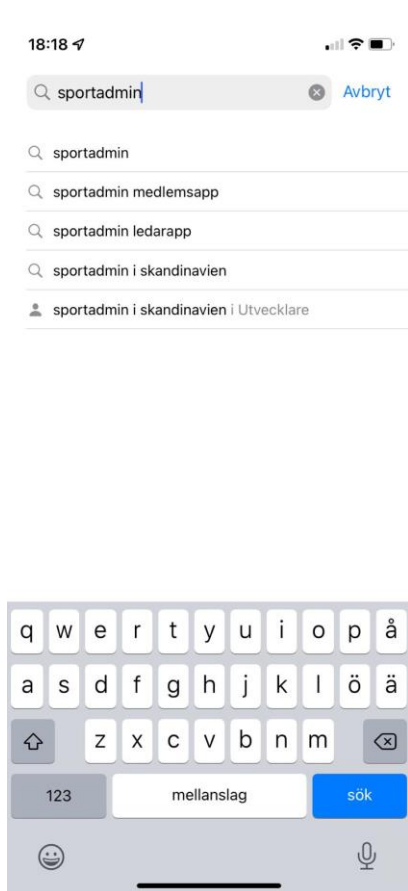 18:18
sportadmin
Avbryt
sportadmin
sportadmin medlemsapp
sportadmin ledarapp
sportadmin i skandinavien
sportadmin i skandinavien i Utvecklare
q w e r t y u i o p å
a s d f g h j k l ö ä
z x c v b n m
123 mellanslag sök